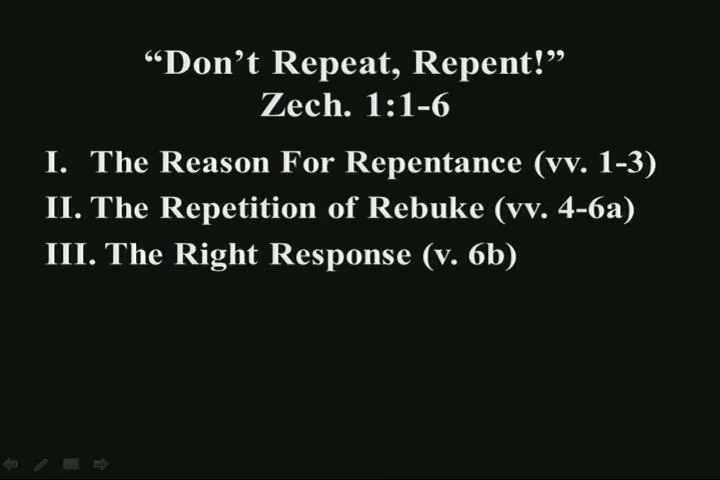 “Don’t Repeat, Repent!”
Zech. 1:1-6
I. The Reason For Repentance (vv. 1-3)
II. The Repetition of Rebuke (vv. 4-6a)
III. The Right Response (v. 6b)